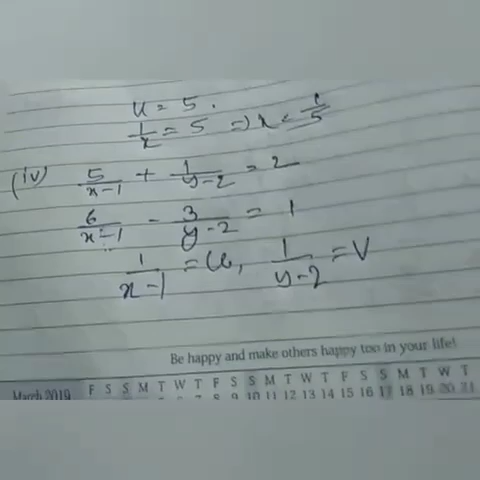 u = 5.
1/x = 5 ⇒ x = 1/5
(iv) 5/x-1 + 1/y-2 = 2
6/x-1 - 3/y-2 = 1
1/x-1 = u, 1/y-2 = V
Be happy and make others happy too in your life!
March 2019 F S S M T W T F S S M T W T F S S M T W T
9 10 11 12 13 14 15 16 17 18 19 20 21